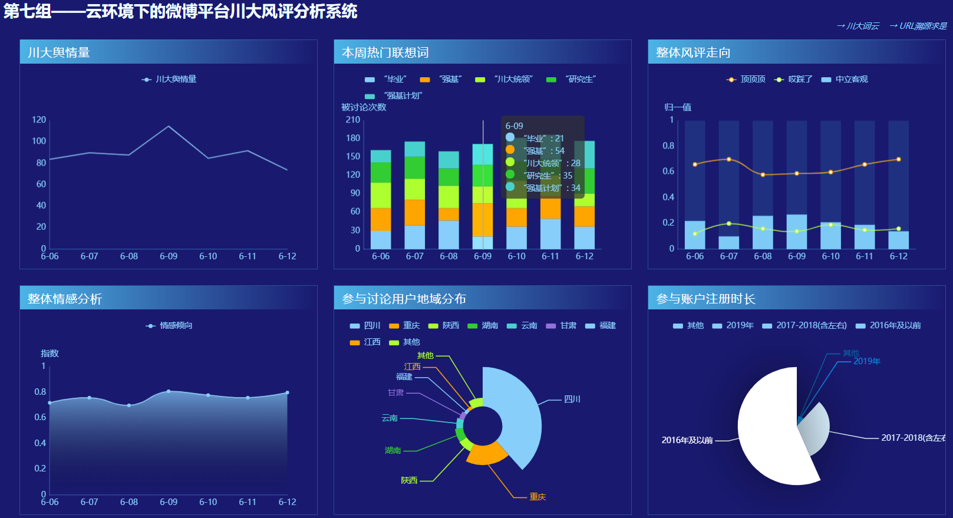 第七组——云环境下的微博平台川大风评分析系统
→ 川大词云 → URL溯源求是
川大舆情量
川大舆情量
120
100
80
60
40
20
0
6-06 6-07 6-08 6-09 6-10 6-11 6-12
本周热门联想词
“毕业” “强基” “川大统领” “研究生”
“强基计划”
被讨论次数
210
180
150
120
90
60
30
0
6-09
“毕业” : 21
“强基” : 54
“川大统领” : 28
“研究生” : 35
“强基计划” : 34
6-06 6-07 6-08 6-09 6-10 6-11 6-12
整体风评走向
顶顶顶 哎踩了 中立客观
归一值
1
0.8
0.6
0.4
0.2
0
6-06 6-07 6-08 6-09 6-10 6-11 6-12
整体情感分析
情感倾向
指数
1
0.8
0.6
0.4
0.2
0
6-06 6-07 6-08 6-09 6-10 6-11 6-12
参与讨论用户地域分布
四川 重庆 陕西 湖南 云南 甘肃 福建
江西 其他
其他
江西
福建
甘肃
四川
云南
湖南
陕西
重庆
参与账户注册时长
其他 2019年 2017-2018(含左右) 2016年及以前
其他
2019年
2016年及以前
2017-2018(含左右